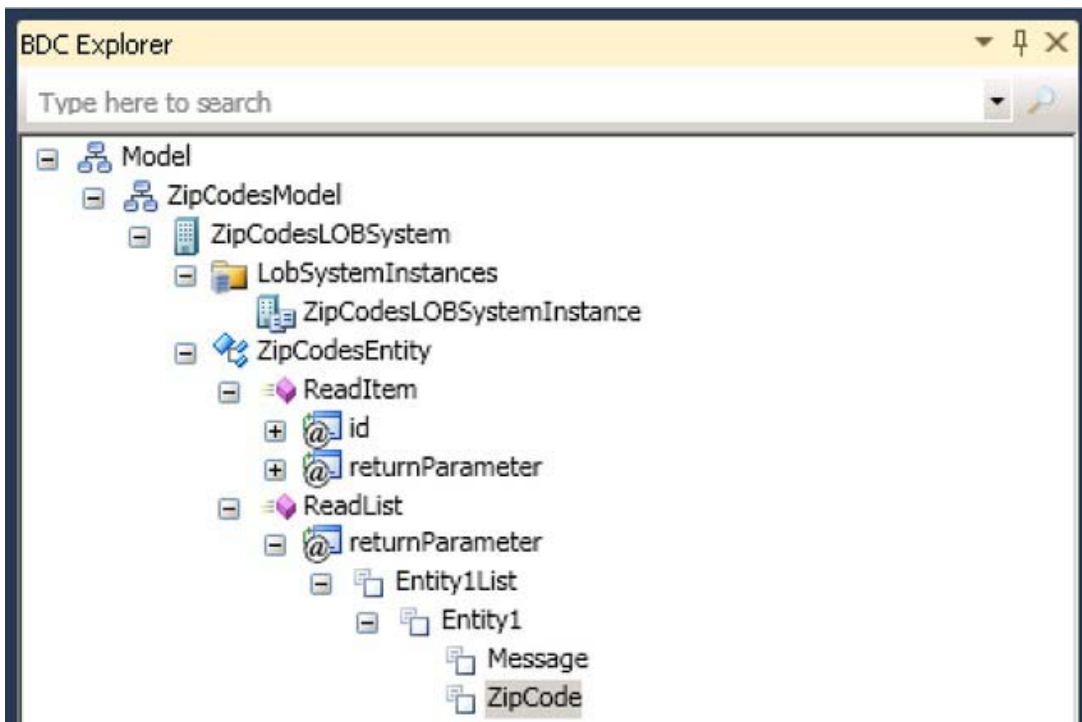 BDC Explorer
Type here to search
Model
ZipCodesModel
ZipCodesLOBSystem
LobSystemInstances
ZipCodesLOBSystemInstance
ZipCodesEntity
ReadItem
id
returnParameter
ReadList
returnParameter
Entity1List
Entity1
Message
ZipCode